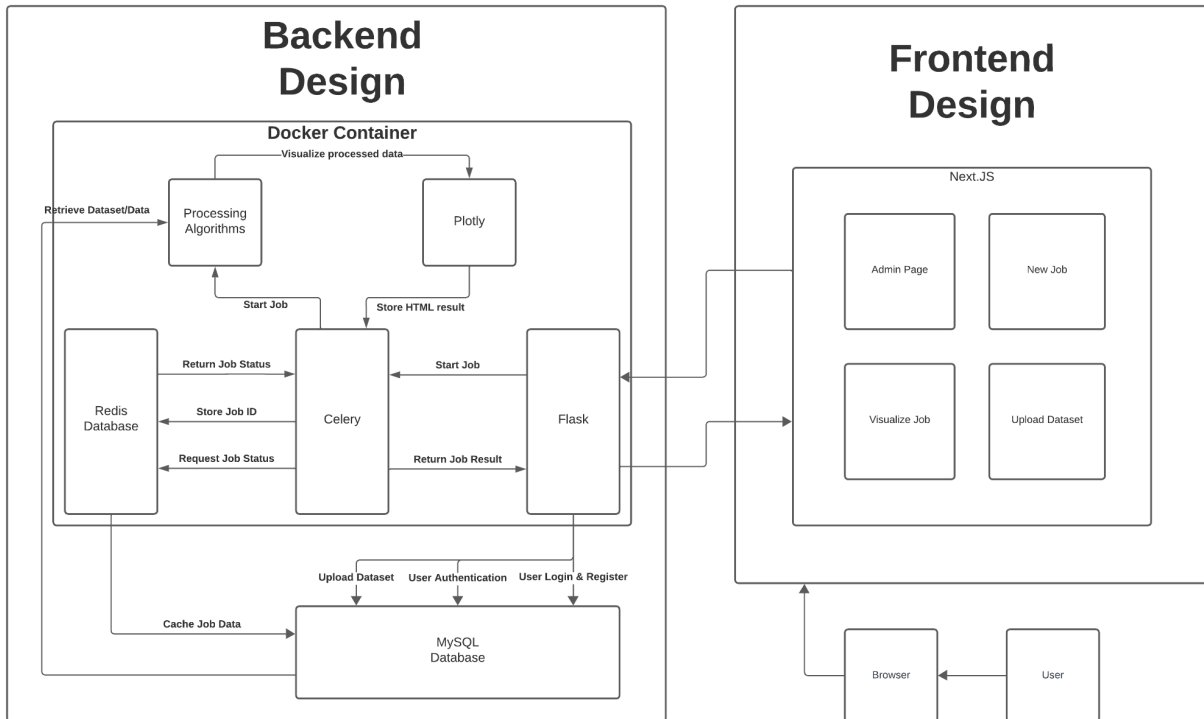 Backend
Design
Frontend
Design
Docker Container
Visualize processed data
Retrieve Dataset/Data
Processing
Algorithms
Plotly
Start Job
Store HTML result
Return Job Status
Start Job
Redis
Database
Store Job ID
Celery
Flask
Request Job Status
Return Job Result
Upload Dataset
User Authentication
User Login & Register
Cache Job Data
MySQL
Database
Next.JS
Admin Page
New Job
Visualize Job
Upload Dataset
Browser
User